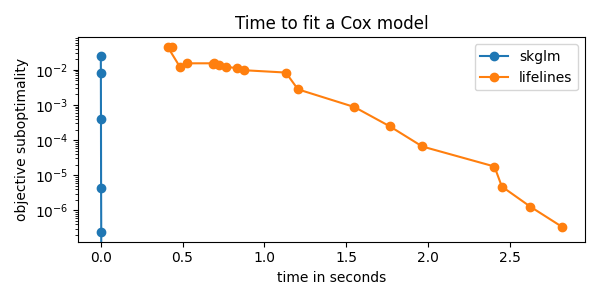 Time to fit a Cox model
objective suboptimality
10⁻²
10⁻³
10⁻⁴
10⁻⁵
10⁻⁶
skglm
lifelines
0.0 0.5 1.0 1.5 2.0 2.5
time in seconds